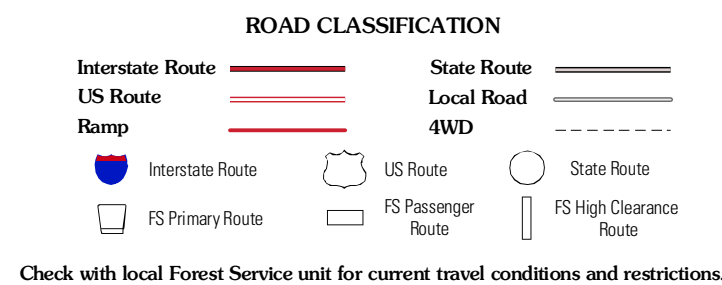 ROAD CLASSIFICATION
Interstate Route
State Route
US Route
Local Road
Ramp
4WD
Interstate Route
US Route
State Route
FS Primary Route
FS Passenger
Route
FS High Clearance
Route
Check with local Forest Service unit for current travel conditions and restrictions.